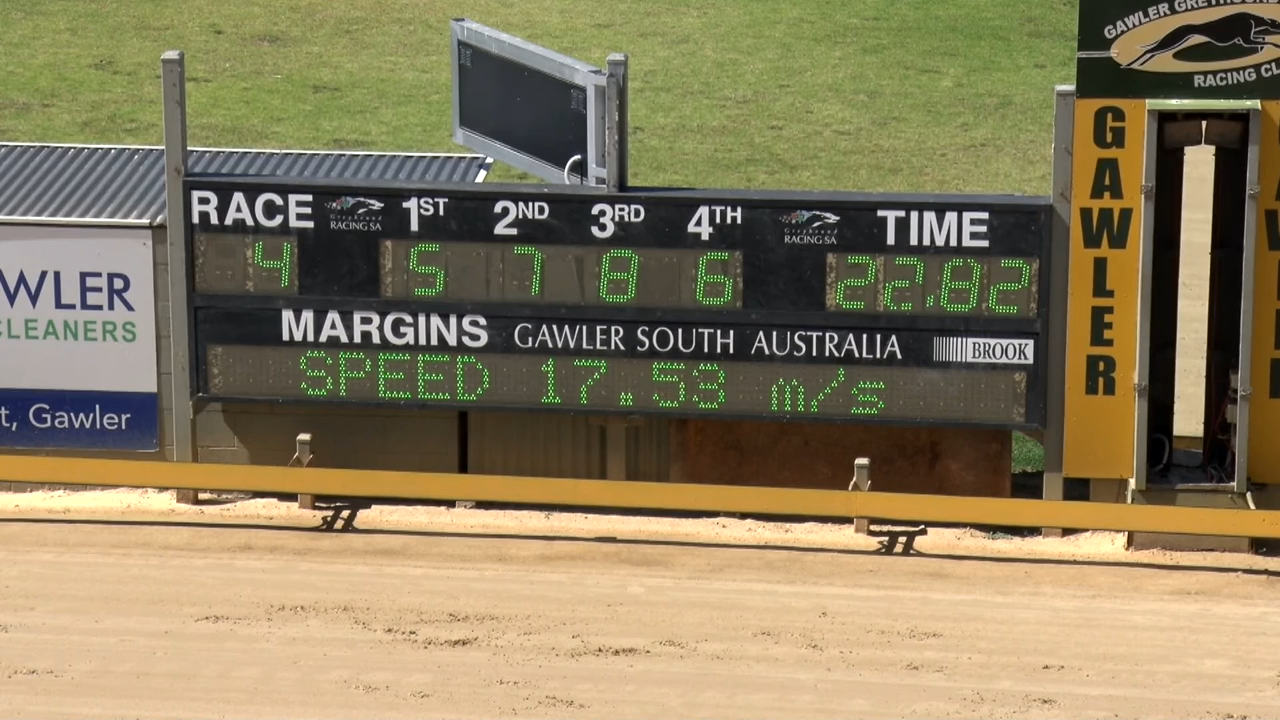 GAWLER GREYHOUND
RACING CL
RACE 1ST 2ND 3RD 4TH TIME
Greyhound
RACING SA
Greyhound
RACING SA
4 5 7 8 6 22.82
MARGINS GAWLER SOUTH AUSTRALIA BROOK
SPEED 17.53 m/s
WLER
CLEANERS
t, Gawler
GAWLER